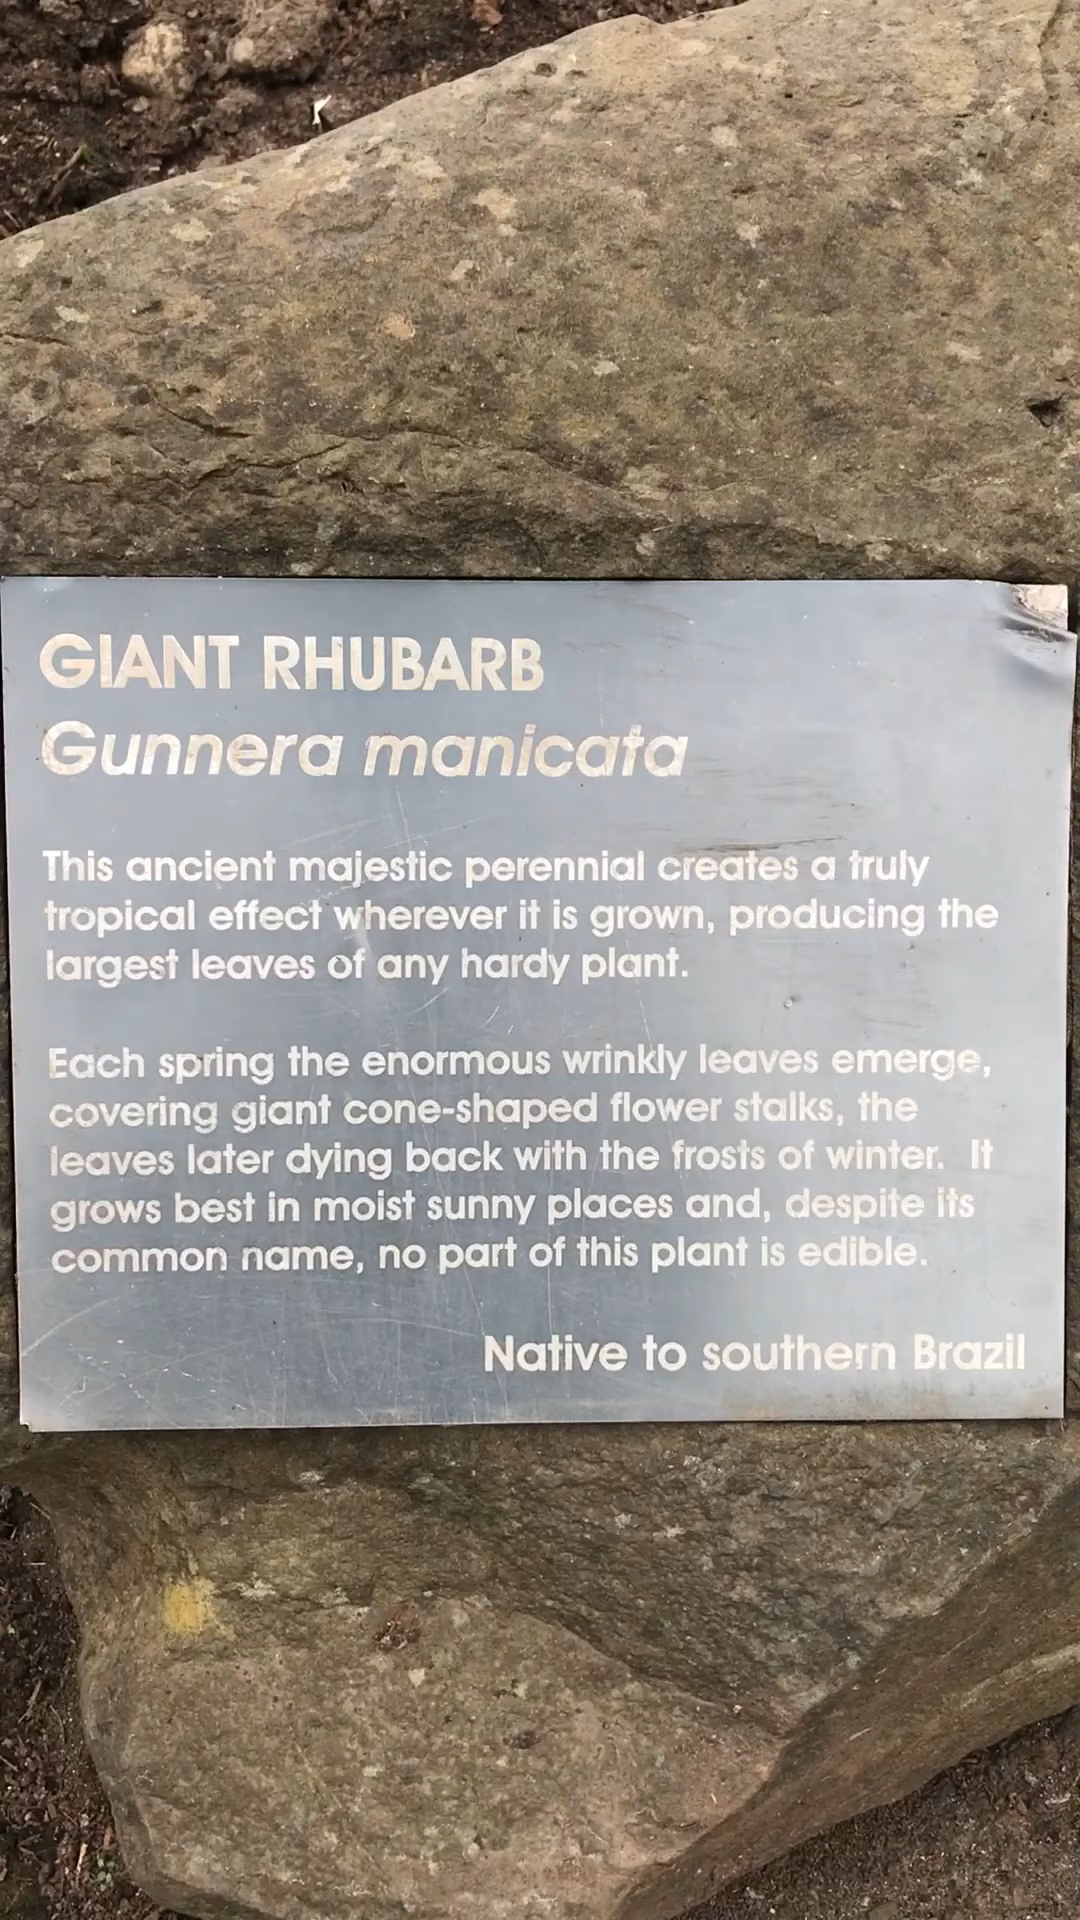 GIANT RHUBARB
Gunnera manicata
This ancient majestic perennial creates a truly
tropical effect wherever it is grown, producing the
largest leaves of any hardy plant.
Each spring the enormous wrinkly leaves emerge,
covering giant cone-shaped flower stalks, the
leaves later dying back with the frosts of winter. It
grows best in moist sunny places and, despite its
common name, no part of this plant is edible.
Native to southern Brazil